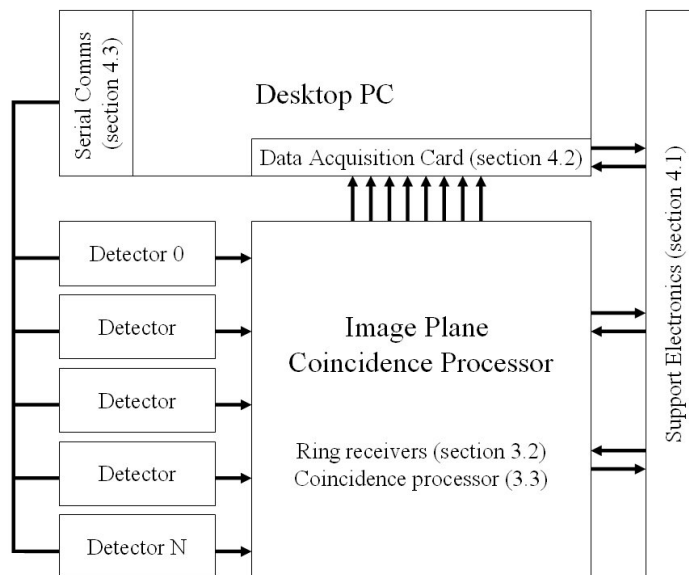 Serial Comms
(section 4.3)
Desktop PC
Data Acquisition Card (section 4.2)
Support Electronics (section 4.1)
Detector 0
Detector
Detector
Detector
Detector N
Image Plane
Coincidence Processor
Ring receivers (section 3.2)
Coincidence processor (3.3)